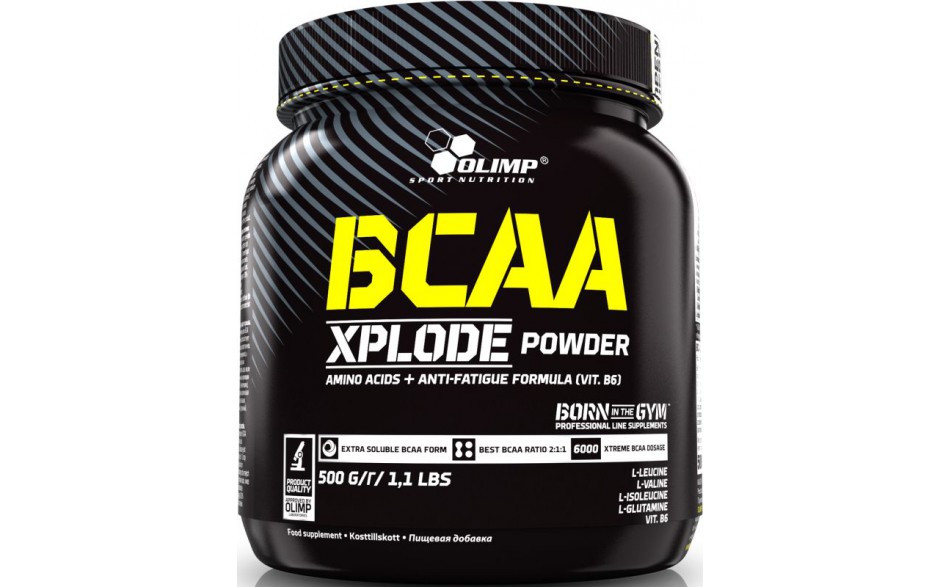 OLIMP®
SPORT NUTRITION
BCAA
XPLODE POWDER
AMINO ACIDS + ANTI-FATIGUE FORMULA (VIT. B6)
BORN IN THE GYM™
PROFESSIONAL LINE SUPPLEMENTS
EXTRA SOLUBLE BCAA FORM
BEST BCAA RATIO 2:1:1
6000 XTREME BCAA DOSAGE
PRODUCT
QUALITY
APPROVED BY
OLIMP
LABORATORIES
500 G/Г/ 1,1 LBS
L-LEUCINE
L-VALINE
L-ISOLEUCINE
L-GLUTAMINE
VIT. B6
Food supplement • Kosttillskott • Пищевая добавка